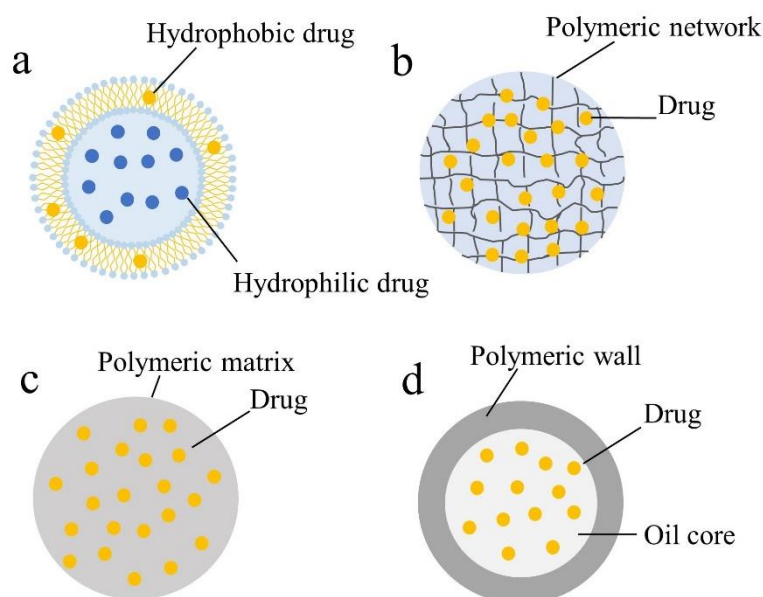 a
Hydrophobic drug
Hydrophilic drug
b
Polymeric network
Drug
c
Polymeric matrix
Drug
d
Polymeric wall
Drug
Oil core